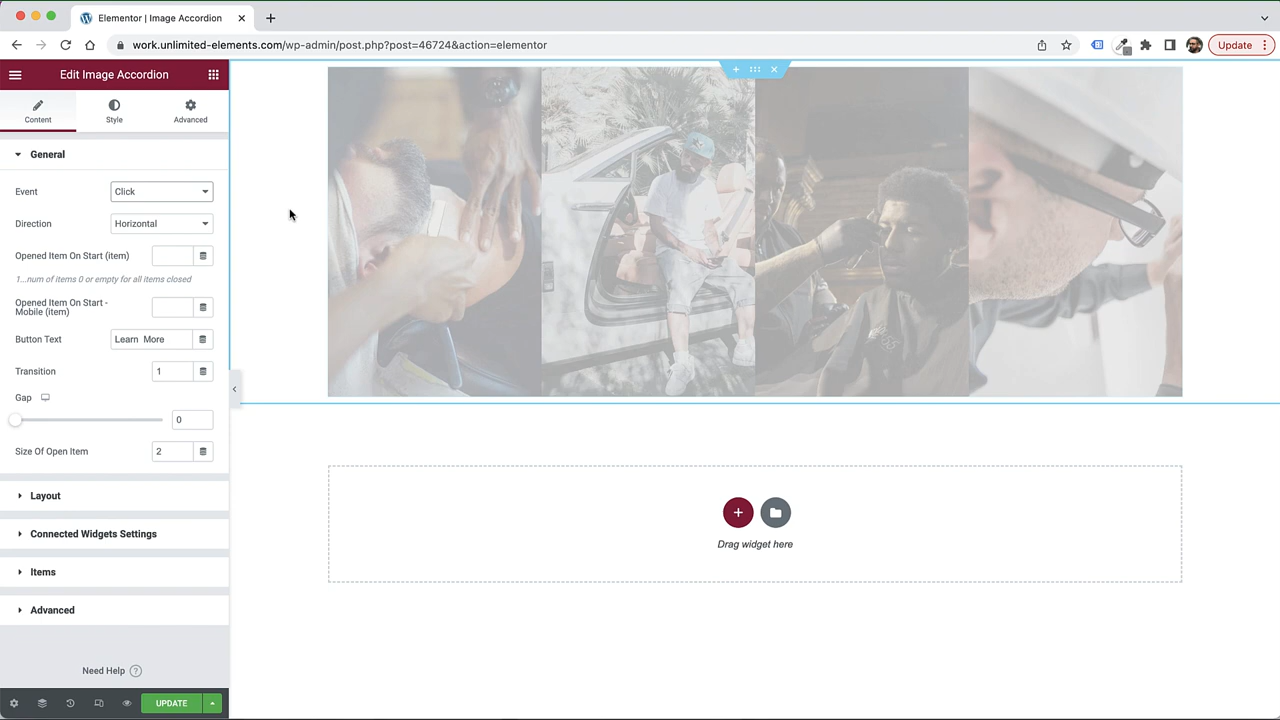 Elementor | Image Accordion
work.unlimited-elements.com/wp-admin/post.php?post=46724&action=elementor
Update
Edit Image Accordion
Content
Style
Advanced
General
Event
Click
Direction
Horizontal
Opened Item On Start (item)
1...num of items 0 or empty for all items closed
Opened Item On Start -
Mobile (item)
Button Text
Learn More
Transition
1
Gap
0
Size Of Open Item
2
Layout
Connected Widgets Settings
Items
Advanced
Need Help
UPDATE
Drag widget here